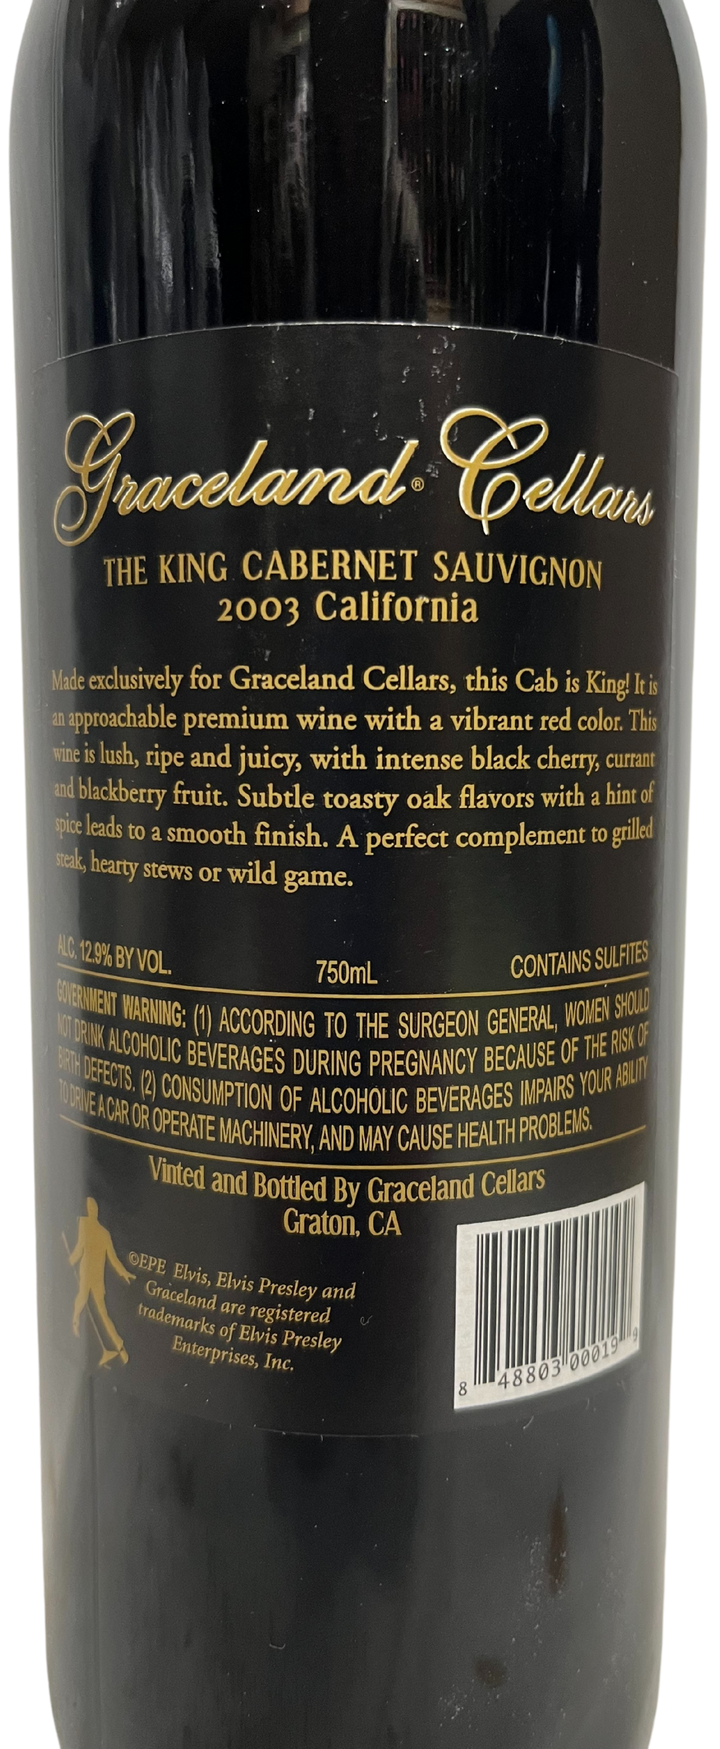 Graceland® Cellars
THE KING CABERNET SAUVIGNON
2003 California
Made exclusively for Graceland Cellars, this Cab is King! It is
an approachable premium wine with a vibrant red color. This
wine is lush, ripe and juicy, with intense black cherry, currant
and blackberry fruit. Subtle toasty oak flavors with a hint of
spice leads to a smooth finish. A perfect complement to grilled
steak, hearty stews or wild game.
ALC. 12.9% BY VOL. 750mL CONTAINS SULFITES
GOVERNMENT WARNING: (1) ACCORDING TO THE SURGEON GENERAL, WOMEN SHOULD
NOT DRINK ALCOHOLIC BEVERAGES DURING PREGNANCY BECAUSE OF THE RISK OF
BIRTH DEFECTS. (2) CONSUMPTION OF ALCOHOLIC BEVERAGES IMPAIRS YOUR ABILITY
TO DRIVE A CAR OR OPERATE MACHINERY, AND MAY CAUSE HEALTH PROBLEMS.
Vinted and Bottled By Graceland Cellars
Graton, CA
©EPE Elvis, Elvis Presley and
Graceland are registered
trademarks of Elvis Presley
Enterprises, Inc.
8 48803 00019 9